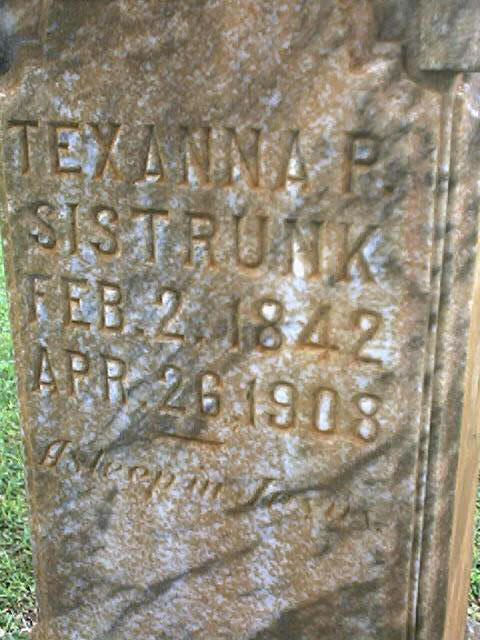 TEXANNA P.
SISTRUNK
FEB. 2, 1842
APR. 26, 1908
Asleep in Jesus.